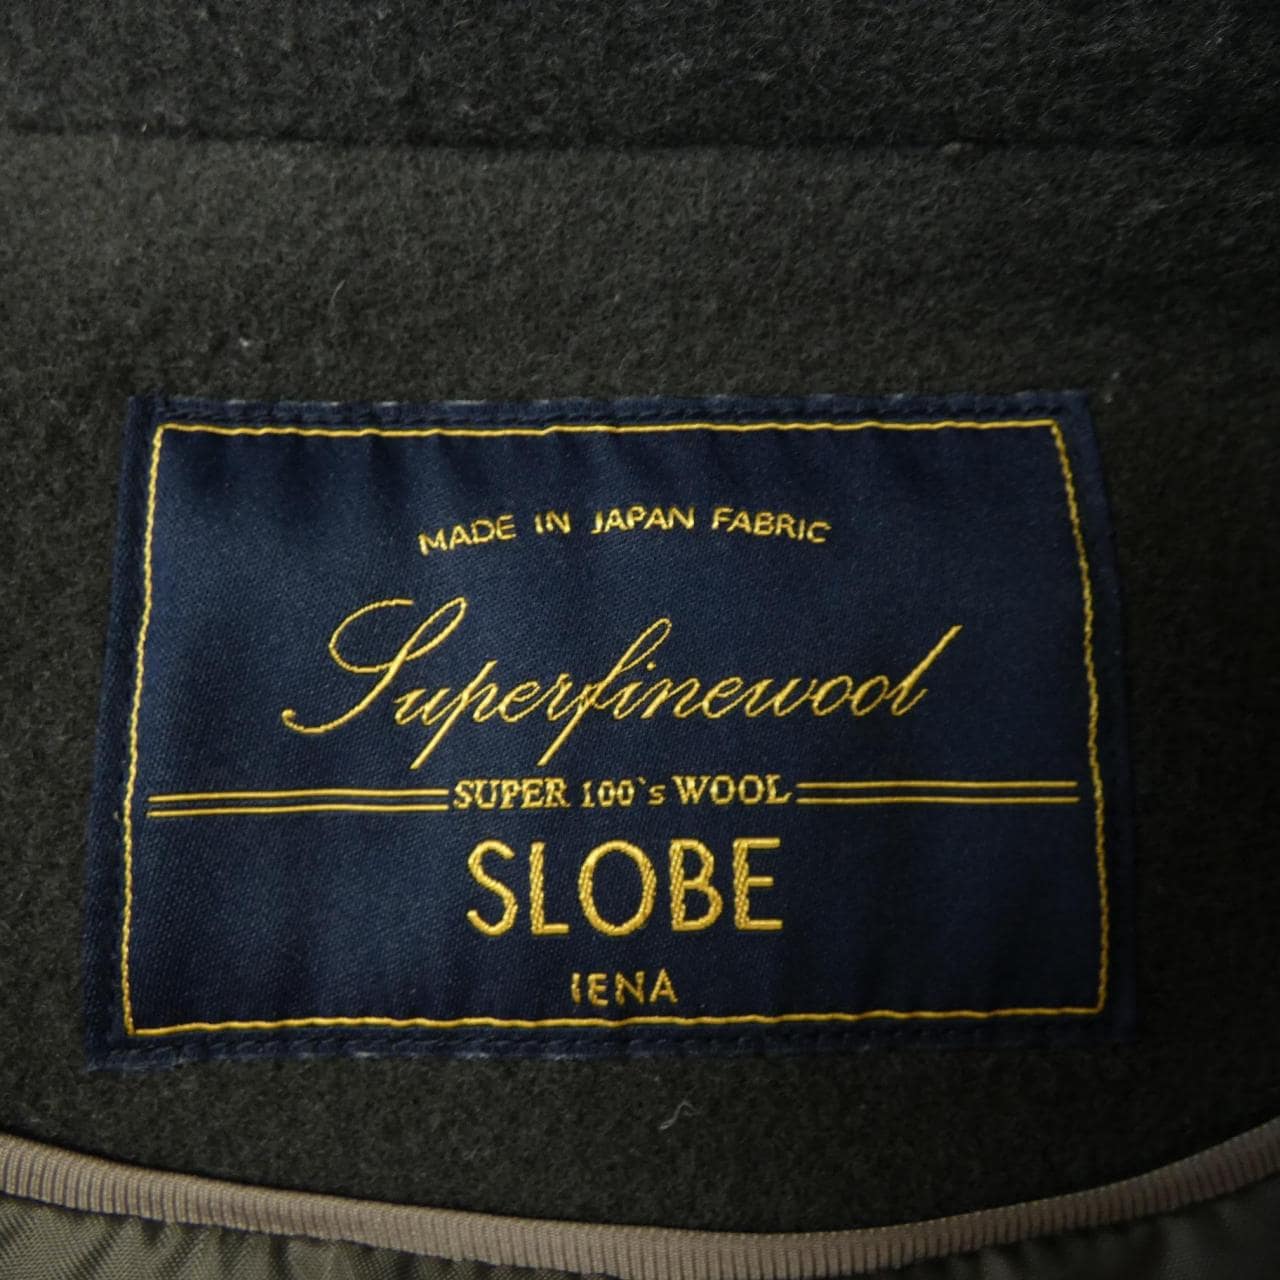 MADE IN JAPAN FABRIC
Superfinewool
SUPER 100`s WOOL
SLOBE
IENA